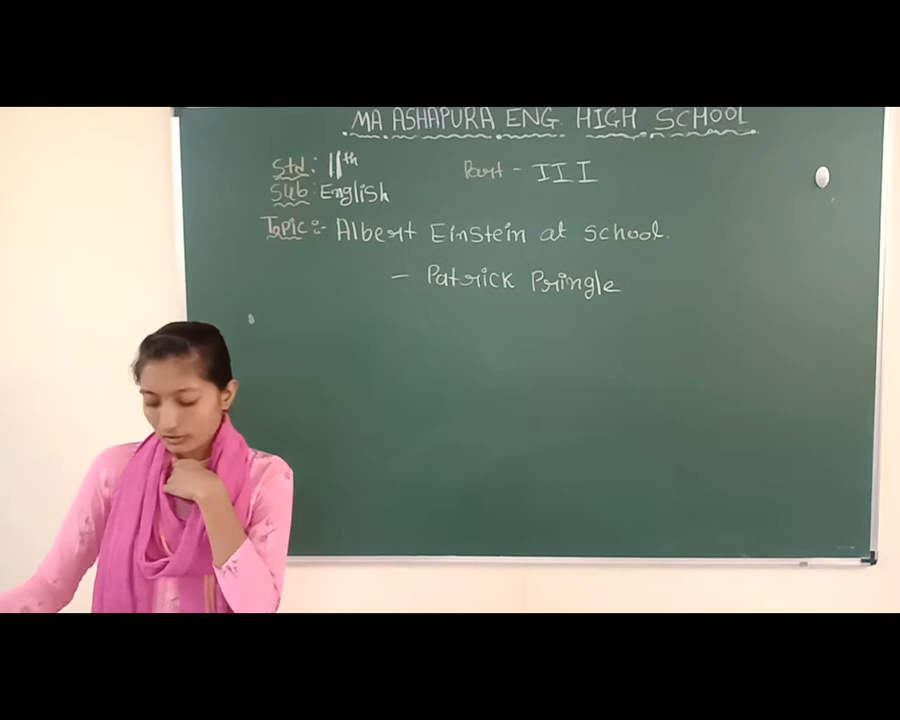 MA ASHAPURA ENG. HIGH SCHOOL
Std: 11th Part - III
Sub: English
Topic:- Albert Einstein at school.
- Patrick Pringle